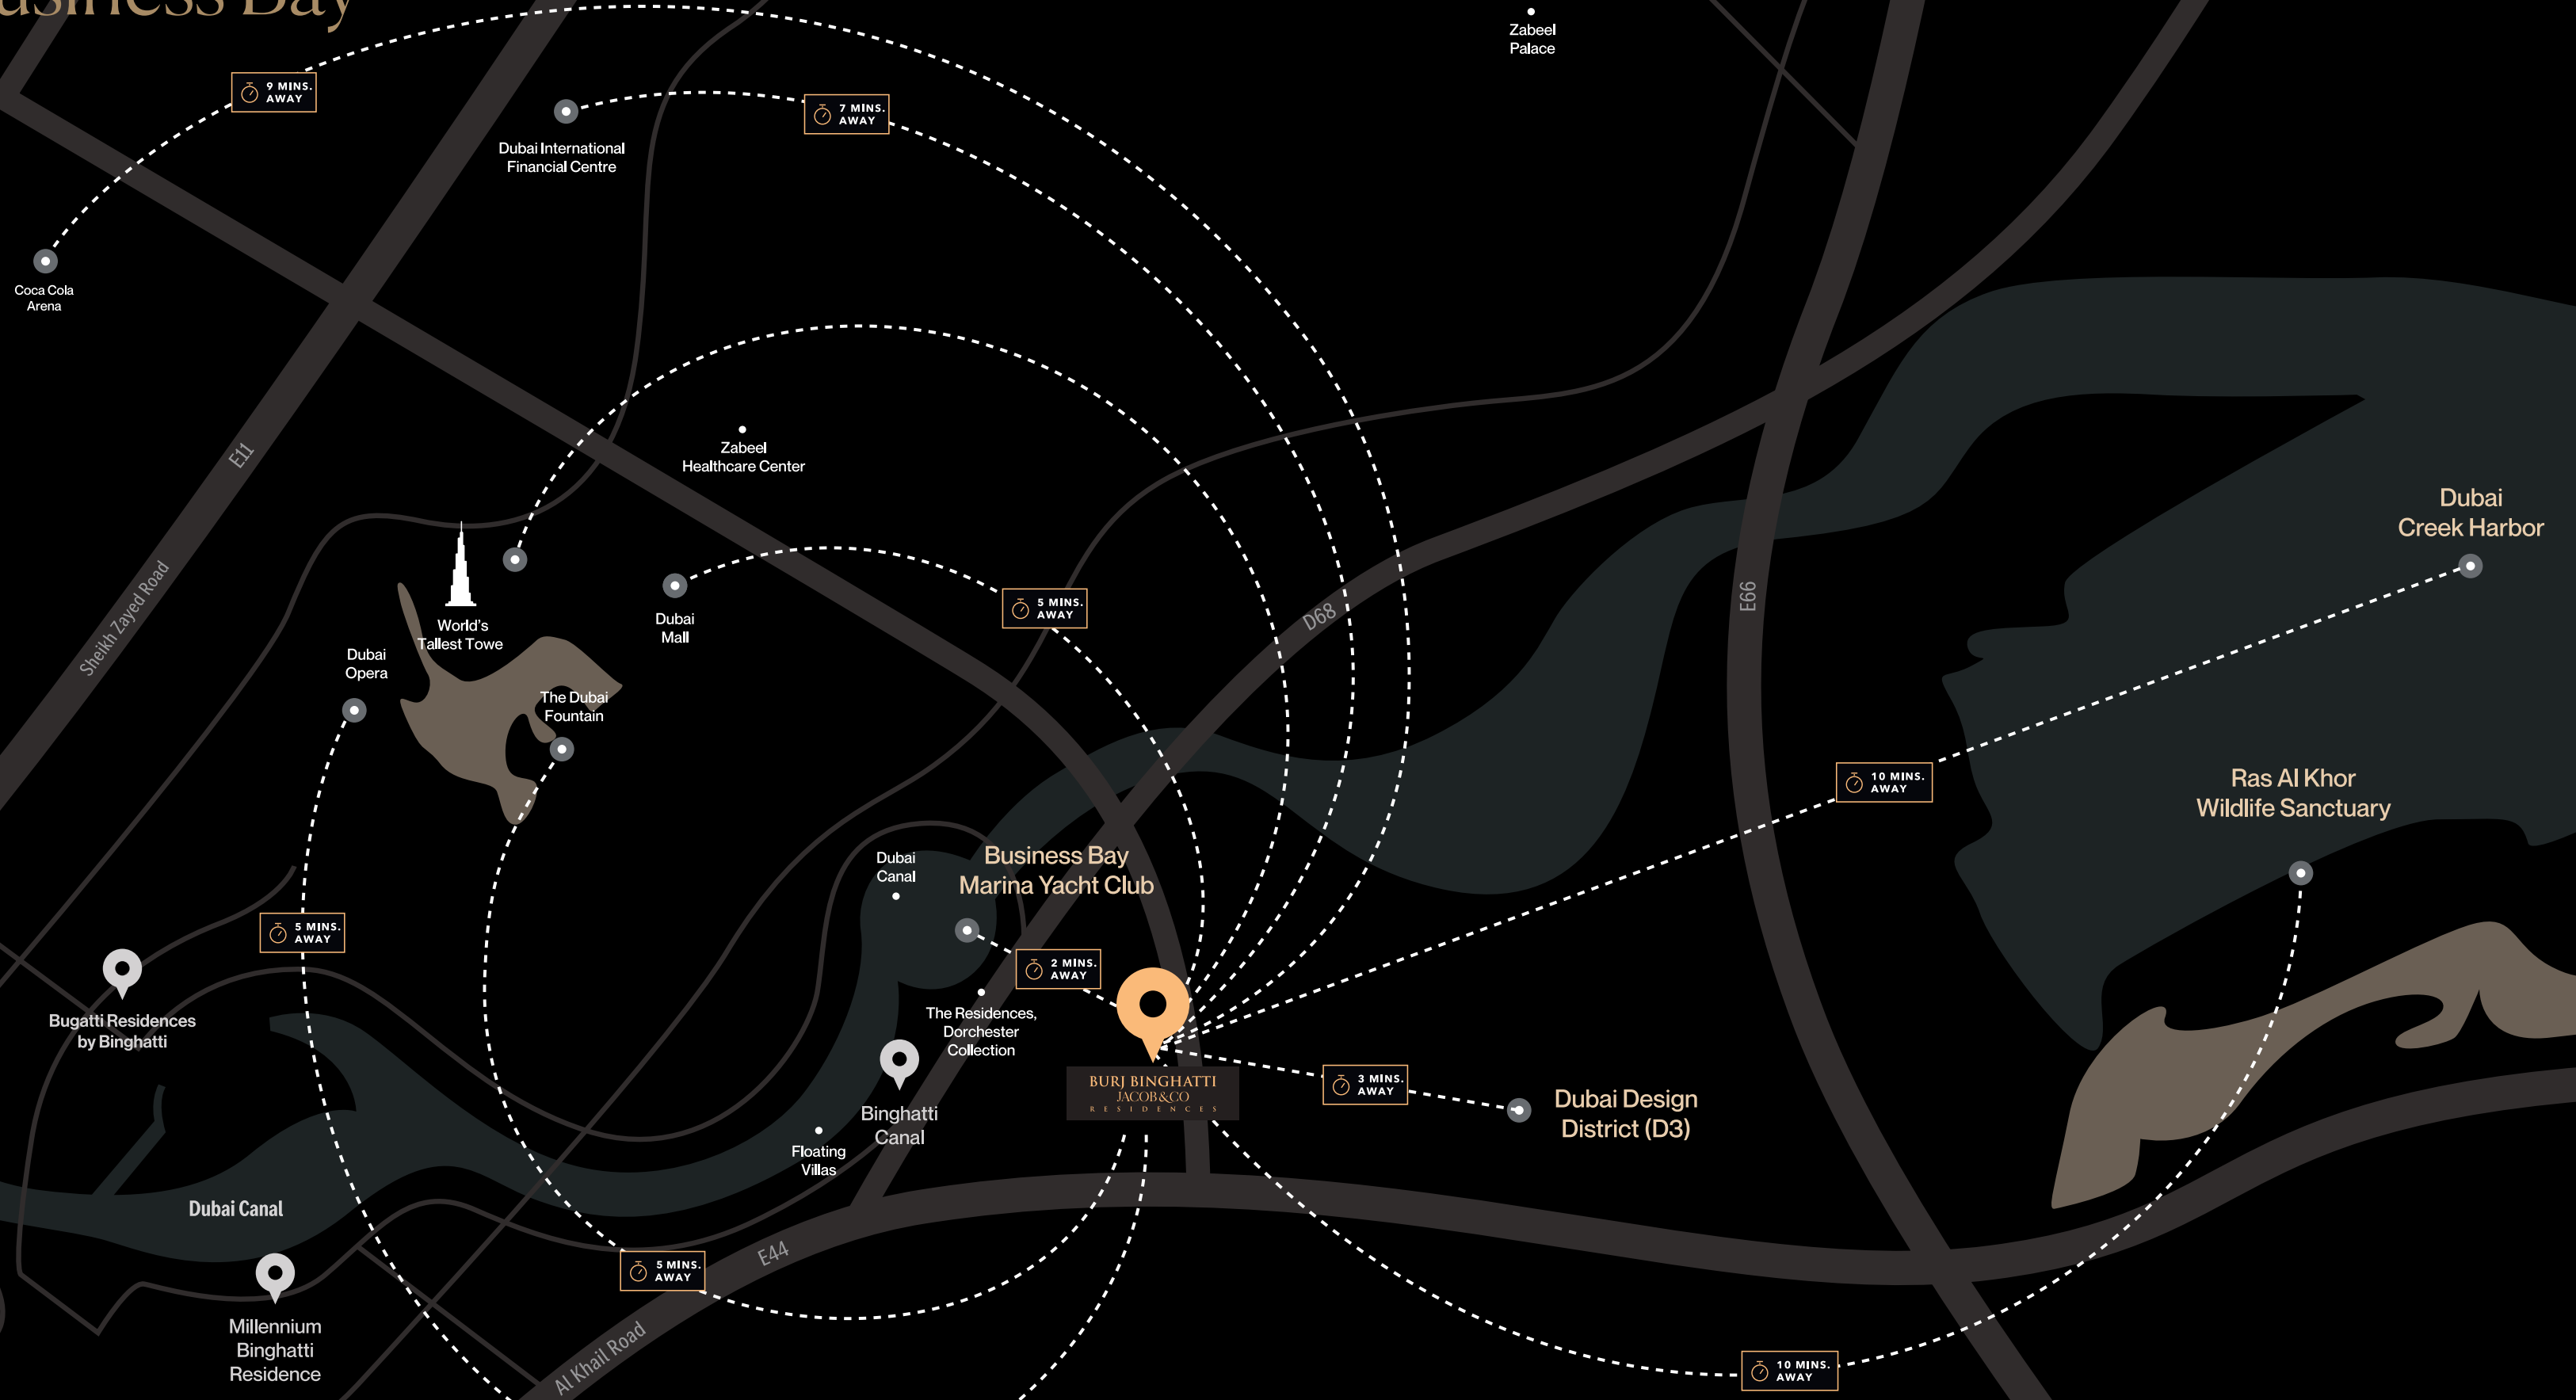 Business Bay
Zabeel
Palace
9 MINS.
AWAY
7 MINS.
AWAY
Dubai International
Financial Centre
Coca Cola
Arena
Zabeel
Healthcare Center
E11
Sheikh Zayed Road
World's
Tallest Towe
Dubai
Mall
5 MINS.
AWAY
D68
E66
Dubai
Creek Harbor
Dubai
Opera
The Dubai
Fountain
10 MINS.
AWAY
Ras Al Khor
Wildlife Sanctuary
Dubai
Canal
Business Bay
Marina Yacht Club
5 MINS.
AWAY
2 MINS.
AWAY
Bugatti Residences
by Binghatti
The Residences,
Dorchester
Collection
BURJ BINGHATTI
JACOB&CO
RESIDENCES
3 MINS.
AWAY
Dubai Design
District (D3)
Binghatti
Canal
Floating
Villas
Dubai Canal
E44
5 MINS.
AWAY
Millennium
Binghatti
Residence
Al Khail Road
10 MINS.
AWAY